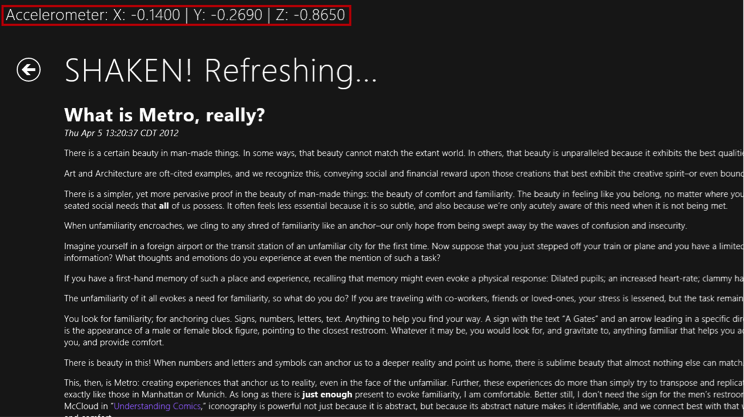 Accelerometer: X: -0.1400 | Y: -0.2690 | Z: -0.8650
SHAKEN! Refreshing...
What is Metro, really?
Thu Apr 5 13:20:37 CDT 2012
There is a certain beauty in man-made things. In some ways, that beauty cannot match the extant world. In others, that beauty is unparalleled because it exhibits the best
Art and Architecture are oft-cited examples, and we recognize this, conveying social and financial reward upon those creations that best exhibit the creative spirit–or even
There is a simpler, yet more pervasive proof in the beauty of man-made things: the beauty of comfort and familiarity. The beauty in feeling like you belong, no matter where
seated social needs that all of us possess. It often feels less essential because it is so subtle, and also because we're only acutely aware of this need when it is not being met.
When unfamiliarity encroaches, we cling to any shred of familiarity like an anchor–our only hope from being swept away by the waves of confusion and insecurity.
Imagine yourself in a foreign airport or the transit station of an unfamiliar city for the first time. Now suppose that you just stepped off your train or plane and you have a limited
information? What thoughts and emotions do you experience at even the mention of such a task?
If you have a first-hand memory of such a place and experience, recalling that memory might even evoke a physical response: Dilated pupils; an increased heart-rate; clammy
The unfamiliarity of it all evokes a need for familiarity, so what do you do? If you are traveling with co-workers, friends or loved-ones, your stress is lessened, but the task
You look for familiarity; for anchoring clues. Signs, numbers, letters, text. Anything to help you find your way. A sign with the text "A Gates" and an arrow leading in a specific
is the appearance of a male or female block figure, pointing to the closest restroom. Whatever it may be, you would look for, and gravitate to, anything familiar that helps you
you, and provide comfort.
There is beauty in this! When numbers and letters and symbols can anchor us to a deeper reality and point us home, there is sublime beauty that almost nothing else can match.
This, then, is Metro: creating experiences that anchor us to reality, even in the face of the unfamiliar. Further, these experiences do more than simply try to transpose and
exactly like those in Manhattan or Munich. As long as there is just enough present to evoke familiarity, I am comfortable. Better still, I don't need the sign for the men's
McCloud in "Understanding Comics," iconography is powerful not just because it is abstract, but because its abstract nature makes it identifiable, and we connect best with that